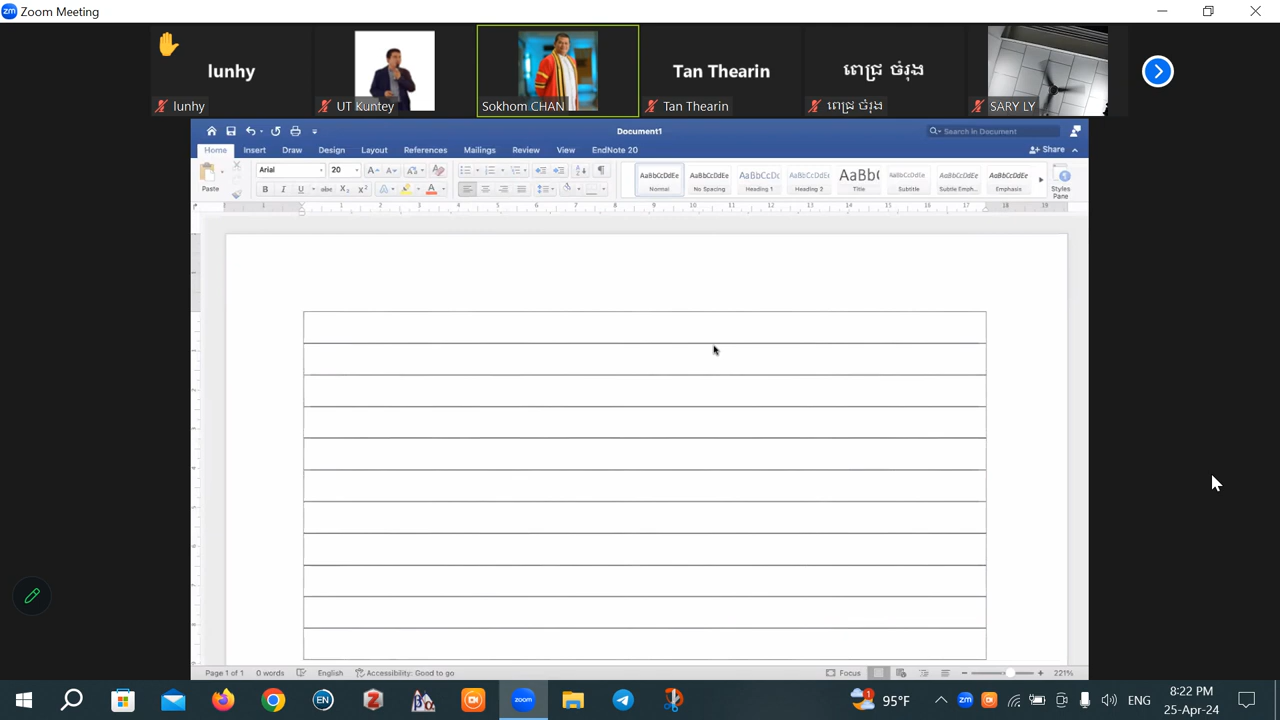 Zoom Meeting
lunhy
UT Kuntey
Sokhom CHAN
Tan Thearin
Tan Thearin
ពេជ្រ ចំរុង
ពេជ្រ ចំរុង
SARY LY
lunhy
Document1
Search in Document
Home Insert Draw Design Layout References Mailings Review View EndNote 20
Share
Paste
Arial 20
AaBbCcDdEe Normal
AaBbCcDdEe No Spacing
AaBbCcDc Heading 1
AaBbCcDdEe Heading 2
AaBb( Title
AaBbCcDdEe Subtitle
AaBbCcDdEe Subtle Emph...
AaBbCcDdEe Emphasis
Styles Pane
Page 1 of 1 0 words English Accessibility: Good to go Focus 221%
95°F ENG 8:22 PM
25-Apr-24